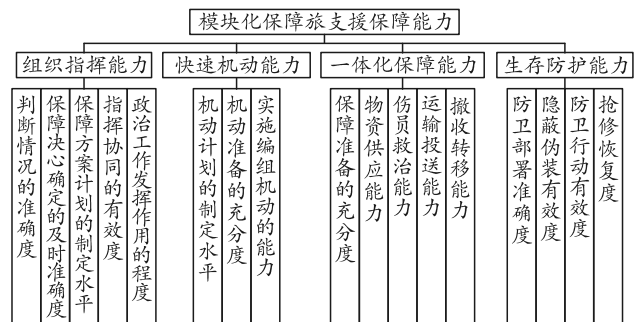 模块化保障旅支援保障能力
组织指挥能力
快速机动能力
一体化保障能力
生存防护能力
判断情况的准确度
保障决心确定的及时准确度
保障方案计划的制定水平
指挥协同的有效度
政治工作发挥作用的程度
机动计划的制定水平
机动准备的充分度
实施编组机动的能力
保障准备的充分度
物资供应能力
伤员救治能力
运输投送能力
撤收转移能力
防卫部署准确度
隐蔽伪装有效度
防卫行动有效度
抢修恢复度